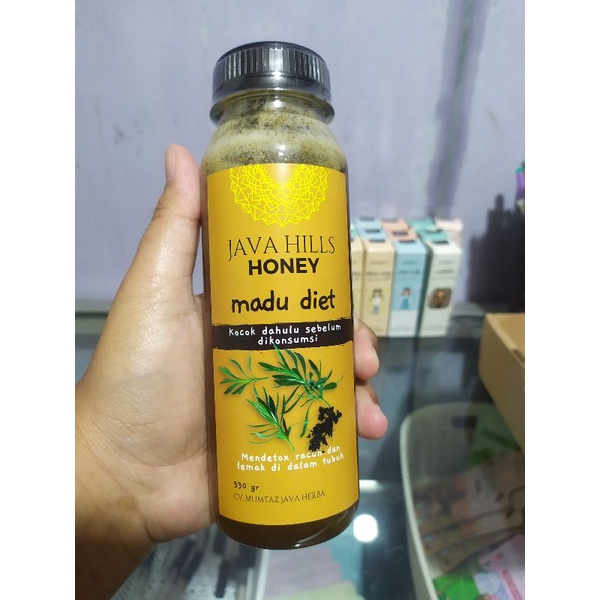 JAVA HILLS
HONEY
madu diet
Kocok dahulu sebelum
dikonsumsi
Mendetox racun dan
lemak di dalam tubuh
330 gr
CV. MUMTAZ JAVA HERBA